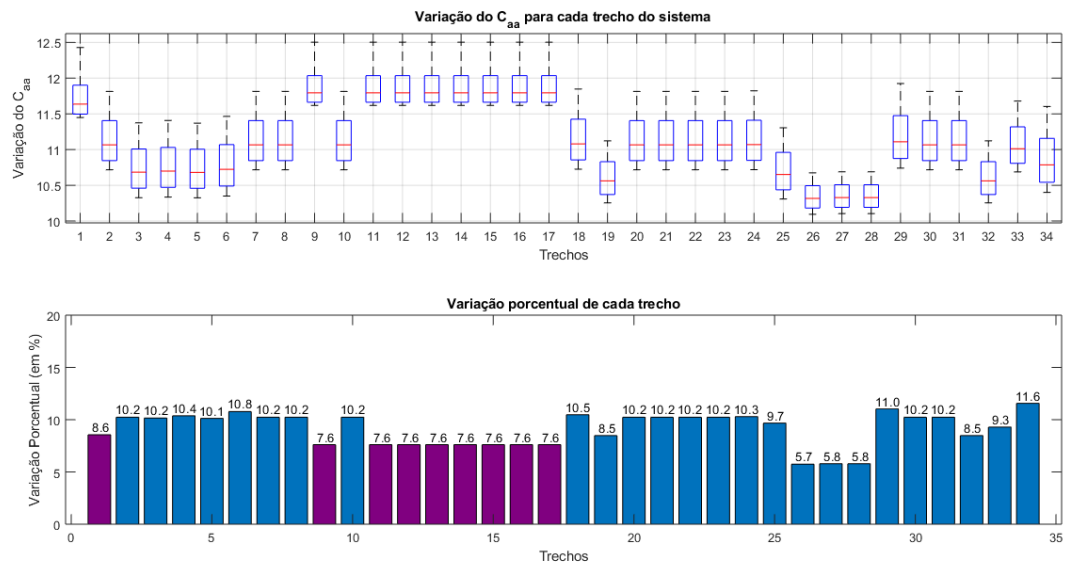 Variação do C_aa para cada trecho do sistema
Variação do C_aa
12.5
12
11.5
11
10.5
10
1 2 3 4 5 6 7 8 9 10 11 12 13 14 15 16 17 18 19 20 21 22 23 24 25 26 27 28 29 30 31 32 33 34
Trechos
Variação porcentual de cada trecho
Variação Porcentual (em %)
20
15
10
5
0
8.6 10.2 10.2 10.4 10.1 10.8 10.2 10.2 7.6 10.2 7.6 7.6 7.6 7.6 7.6 7.6 7.6 10.5 8.5 10.2 10.2 10.2 10.2 10.3 9.7 5.7 5.8 5.8 11.0 10.2 10.2 8.5 9.3 11.6
0 5 10 15 20 25 30 35
Trechos